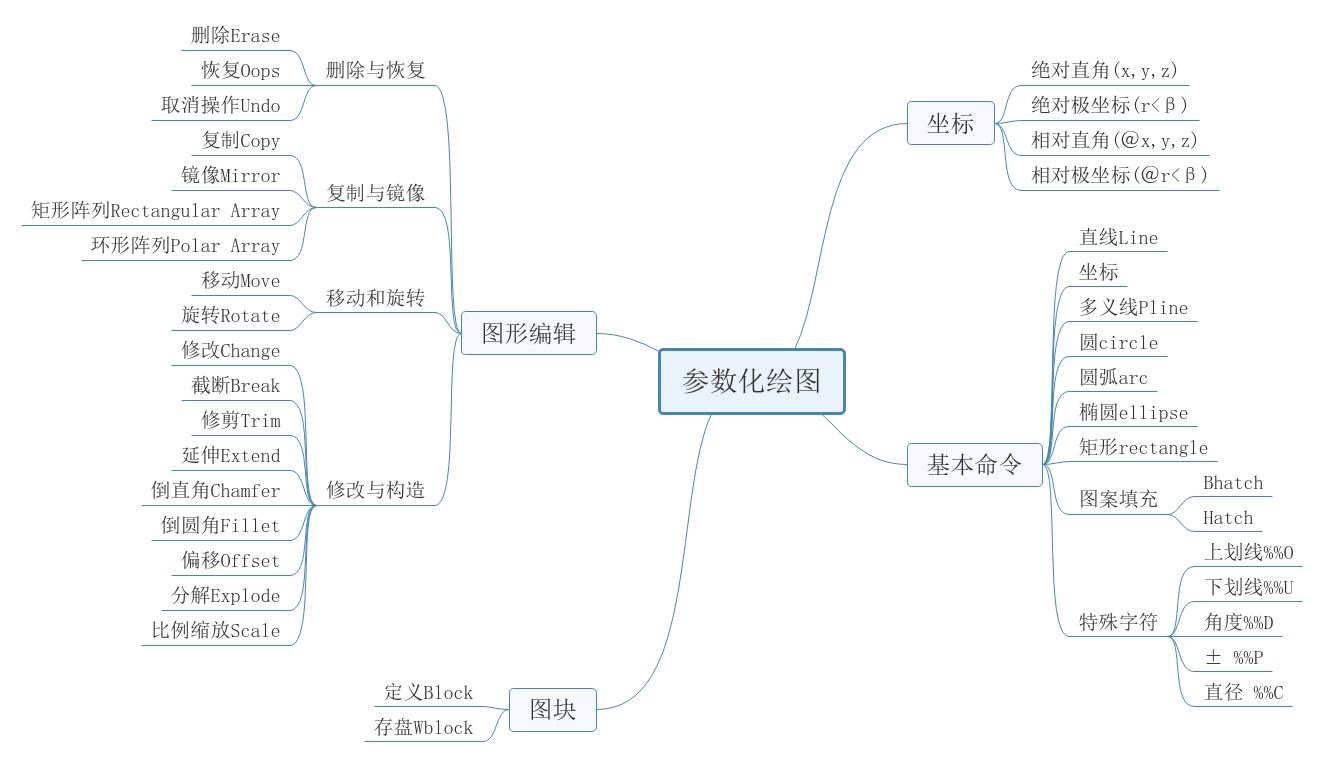 参数化绘图
坐标
绝对直角(x,y,z)
绝对极坐标(r<β)
相对直角(@x,y,z)
相对极坐标(@r<β)
基本命令
直线Line
坐标
多义线Pline
圆circle
圆弧arc
椭圆ellipse
矩形rectangle
图案填充
Bhatch
Hatch
特殊字符
上划线%%O
下划线%%U
角度%%D
± %%P
直径 %%C
图形编辑
删除与恢复
删除Erase
恢复Oops
取消操作Undo
复制与镜像
复制Copy
镜像Mirror
矩形阵列Rectangular Array
环形阵列Polar Array
移动和旋转
移动Move
旋转Rotate
修改与构造
修改Change
截断Break
修剪Trim
延伸Extend
倒直角Chamfer
倒圆角Fillet
偏移Offset
分解Explode
比例缩放Scale
图块
定义Block
存盘Wblock